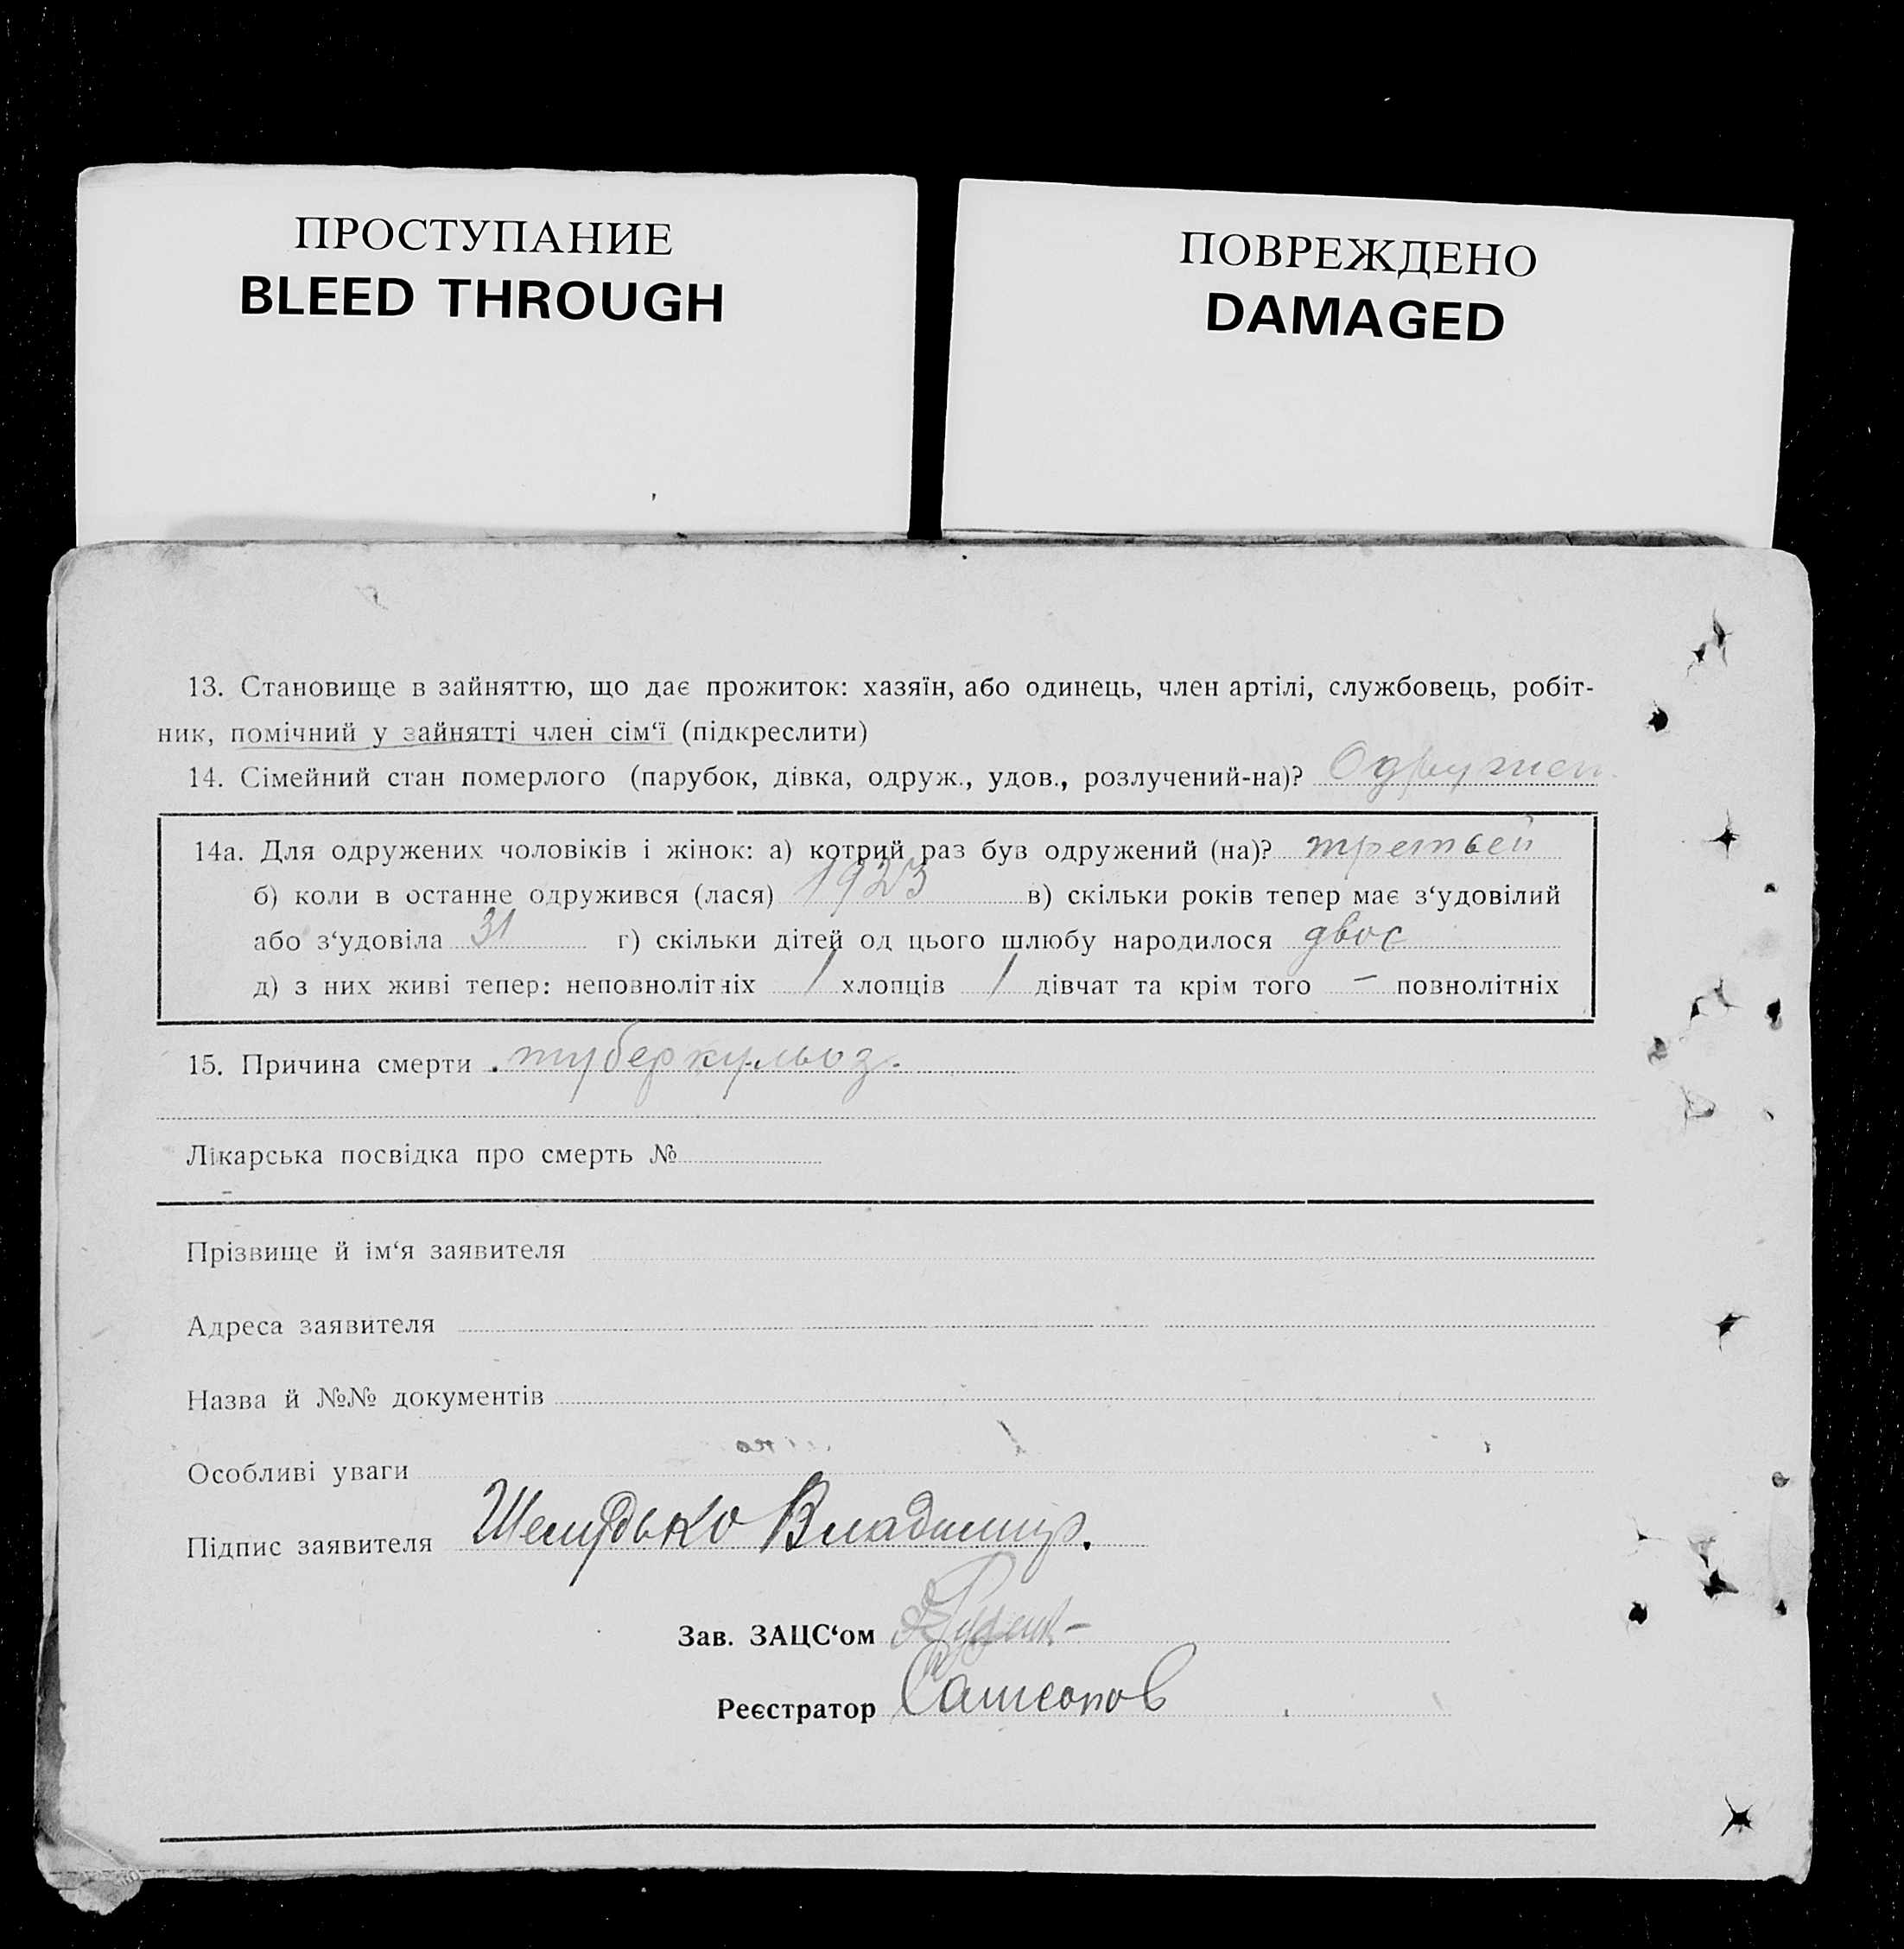 ПРОСТУПАНИЕ
BLEED THROUGH
ПОВРЕЖДЕНО
DAMAGED
13. Становище в зайняттю, що дає прожиток: хазяїн, або одинець, член артілі, службовець, робіт-
ник, помічний у зайнятті член сім‘ї (підкреслити)
14. Сімейний стан померлого (парубок, дівка, одруж., удов., розлучений-на)? Одружен
14а. Для одружених чоловіків і жінок: а) котрий раз був одружений (на)? третьей
б) коли в останнє одружився (лася) 1923 в) скільки років тепер має з‘удовілий
або з‘удовіла 31 г) скільки дітей од цього шлюбу народилося двос
д) з них живі тепер: неповнолітніх 1 хлопців 1 дівчат та крім того – повнолітніх
15. Причина смерти туберкульоз.
Лікарська посвідка про смерть №
Прізвище й ім‘я заявителя
Адреса заявителя
Назва й №№ документів
Особливі уваги
Підпис заявителя Шелудько Владимир.
Зав. ЗАЦС‘ом
Реєстратор Самсонов